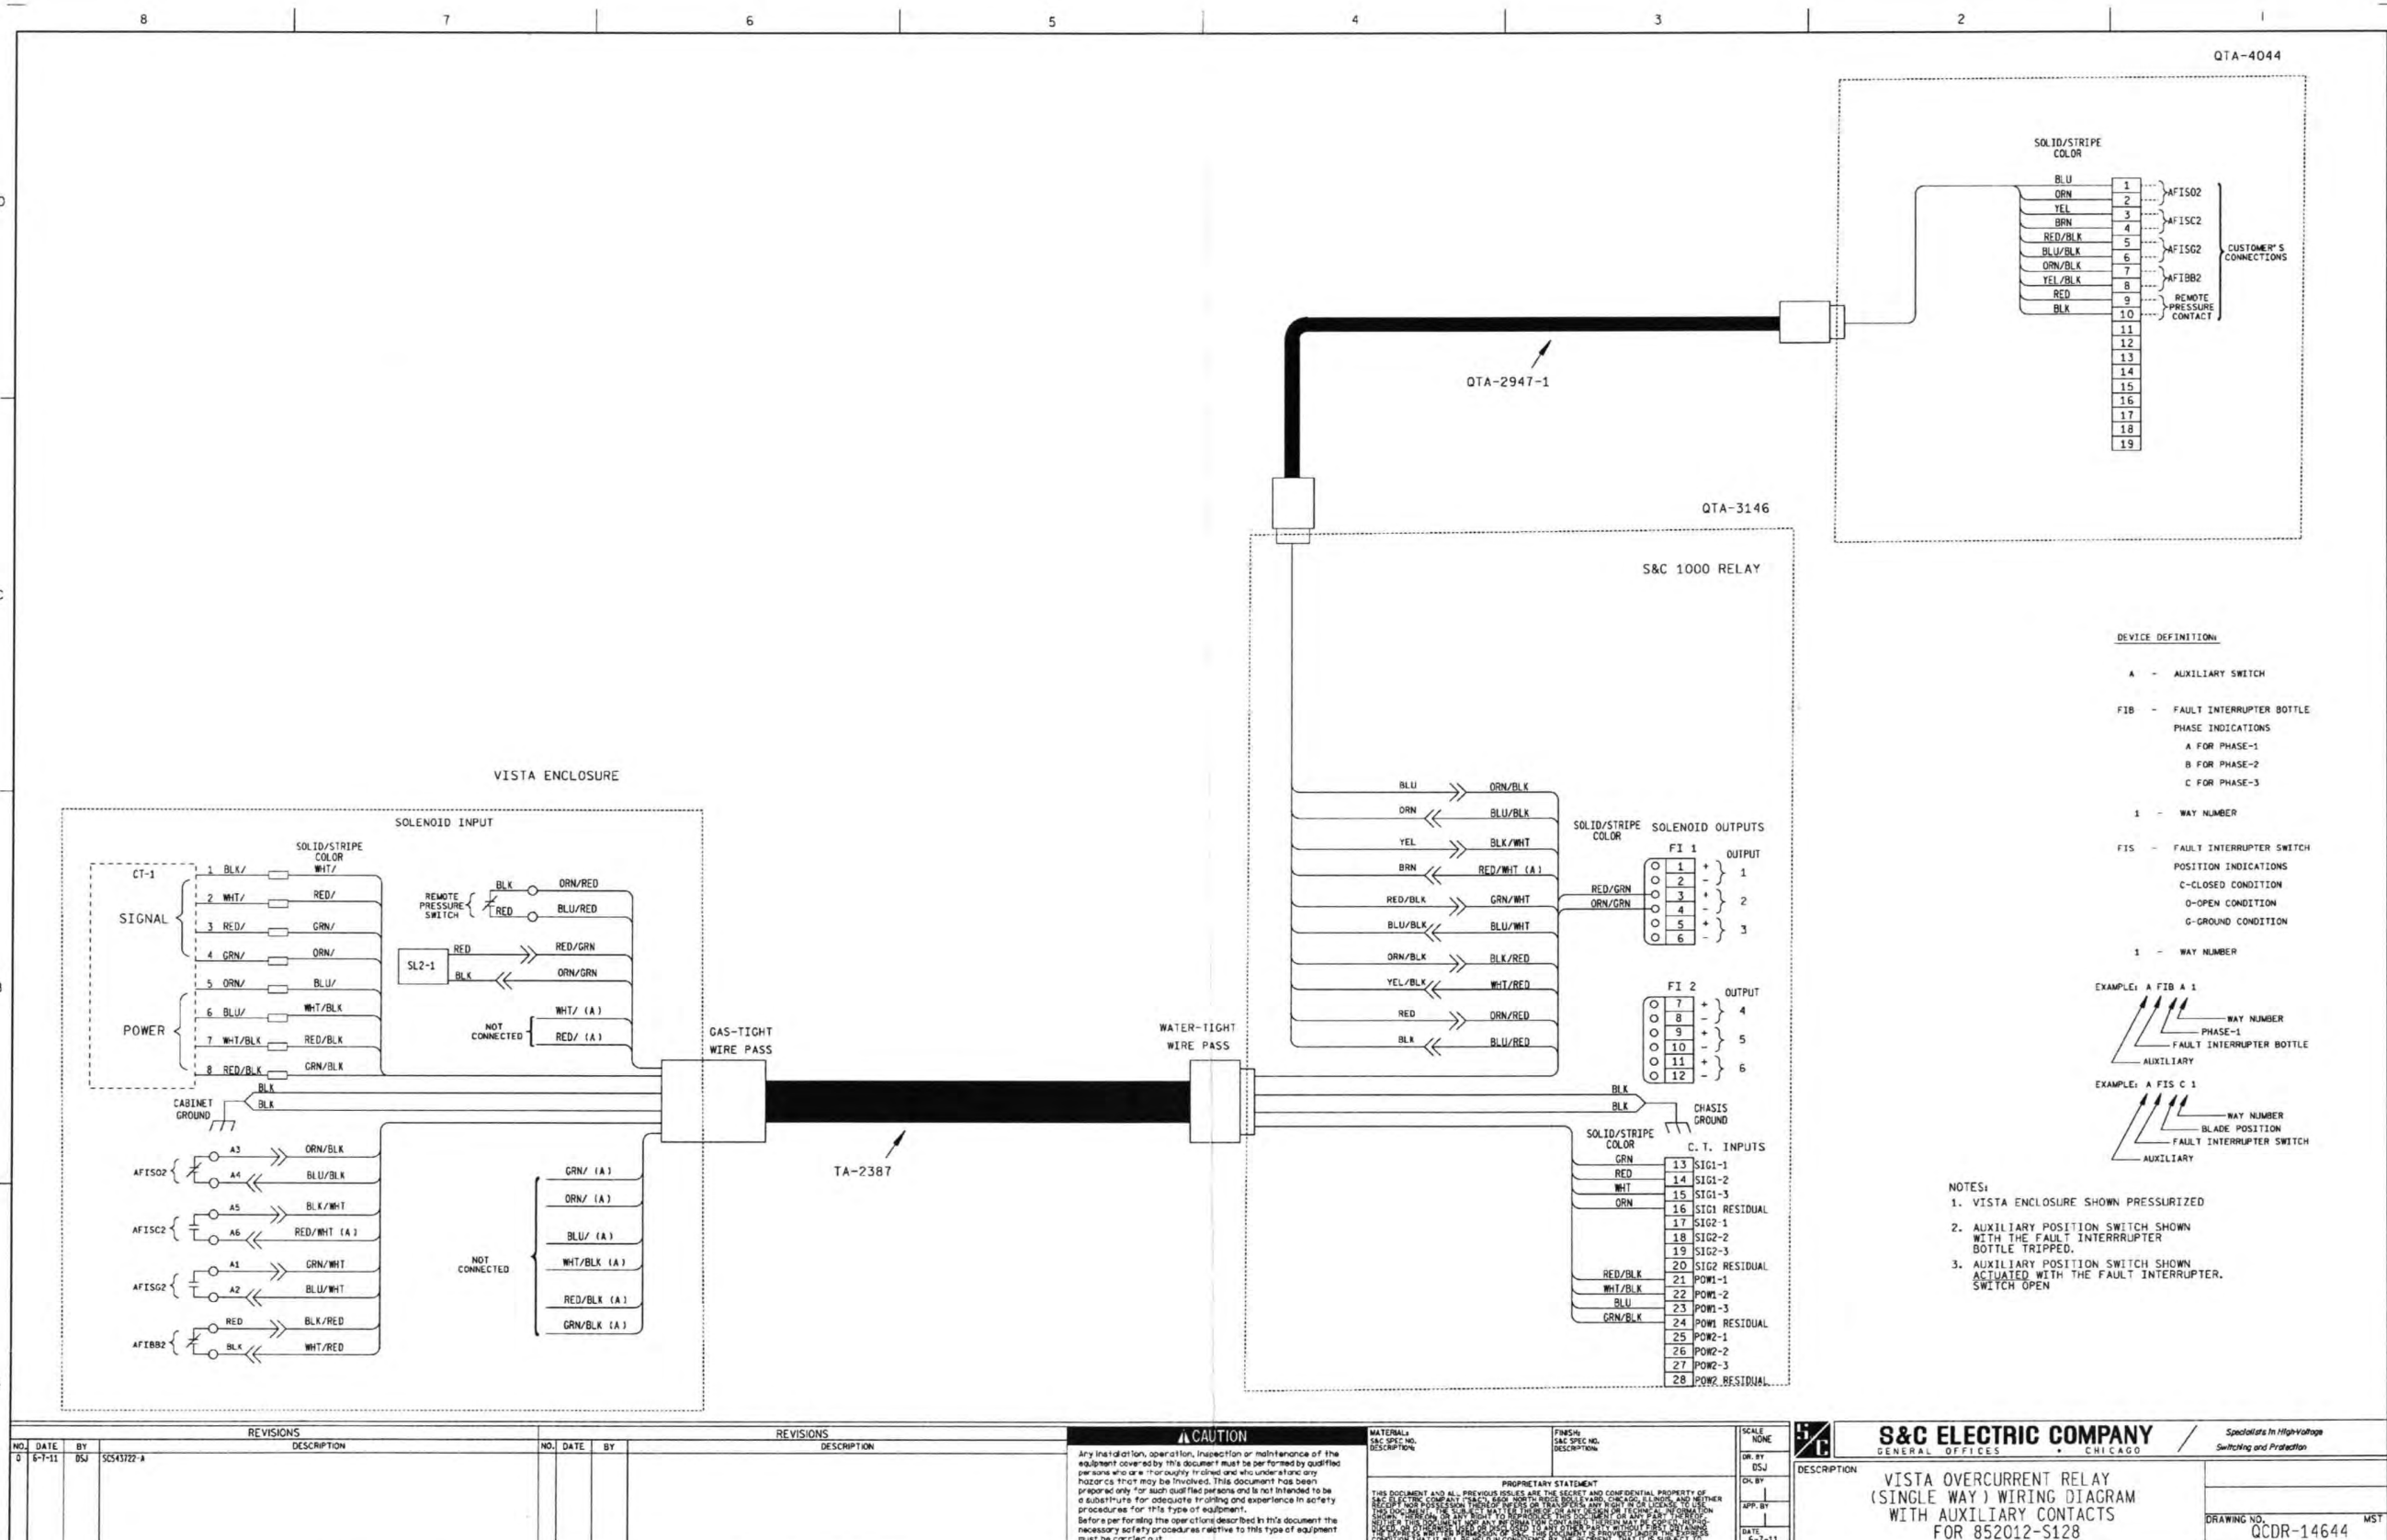 8 7 6 5 4 3 2 1
QTA-4044
SOLID/STRIPE
COLOR
BLU 1
ORN 2
AFISO2
YEL 3
BRN 4
AFISC2
RED/BLK 5
BLU/BLK 6
AFISG2
ORN/BLK 7
YEL/BLK 8
AFIBB2
RED 9
BLK 10
REMOTE
PRESSURE
CONTACT
CUSTOMER'S
CONNECTIONS
11
12
13
14
15
16
17
18
19
QTA-2947-1
QTA-3146
S&C 1000 RELAY
DEVICE DEFINITION:
A - AUXILIARY SWITCH
FIB - FAULT INTERRUPTER BOTTLE
PHASE INDICATIONS
A FOR PHASE-1
B FOR PHASE-2
C FOR PHASE-3
1 - WAY NUMBER
FIS - FAULT INTERRUPTER SWITCH
POSITION INDICATIONS
C-CLOSED CONDITION
O-OPEN CONDITION
G-GROUND CONDITION
1 - WAY NUMBER
EXAMPLE: A FIB A 1
WAY NUMBER
PHASE-1
FAULT INTERRUPTER BOTTLE
AUXILIARY
EXAMPLE: A FIS C 1
WAY NUMBER
BLADE POSITION
FAULT INTERRUPTER SWITCH
AUXILIARY
NOTES:
1. VISTA ENCLOSURE SHOWN PRESSURIZED
2. AUXILIARY POSITION SWITCH SHOWN
WITH THE FAULT INTERRRUPTER
BOTTLE TRIPPED.
3. AUXILIARY POSITION SWITCH SHOWN
ACTUATED WITH THE FAULT INTERRUPTER.
SWITCH OPEN
VISTA ENCLOSURE
SOLENOID INPUT
SOLID/STRIPE
COLOR
CT-1
SIGNAL
1 BLK/ WHT/
2 WHT/ RED/
3 RED/ GRN/
4 GRN/ ORN/
POWER
5 ORN/ BLU/
6 BLU/ WHT/BLK
7 WHT/BLK RED/BLK
8 RED/BLK GRN/BLK
BLK
BLK
CABINET
GROUND
REMOTE
PRESSURE
SWITCH
BLK ORN/RED
RED BLU/RED
SL2-1
RED RED/GRN
BLK ORN/GRN
NOT
CONNECTED
WHT/ (A)
RED/ (A)
AFISO2
A3 ORN/BLK
A4 BLU/BLK
AFISC2
A5 BLK/WHT
A6 RED/WHT (A)
AFISG2
A1 GRN/WHT
A2 BLU/WHT
AFIBB2
RED BLK/RED
BLK WHT/RED
NOT
CONNECTED
GRN/ (A)
ORN/ (A)
BLU/ (A)
WHT/BLK (A)
RED/BLK (A)
GRN/BLK (A)
GAS-TIGHT
WIRE PASS
TA-2387
WATER-TIGHT
WIRE PASS
BLU ORN/BLK
ORN BLU/BLK
YEL BLK/WHT
BRN RED/WHT (A)
RED/BLK GRN/WHT
BLU/BLK BLU/WHT
ORN/BLK BLK/RED
YEL/BLK WHT/RED
RED ORN/RED
BLK BLU/RED
SOLID/STRIPE
COLOR
SOLENOID OUTPUTS
FI 1
OUTPUT
1 +
2 -
1
RED/GRN 3 +
ORN/GRN 4 -
2
5 +
6 -
3
FI 2
OUTPUT
7 +
8 -
4
9 +
10 -
5
11 +
12 -
6
BLK
BLK
CHASIS
GROUND
SOLID/STRIPE
COLOR
C.T. INPUTS
GRN 13 SIG1-1
RED 14 SIG1-2
WHT 15 SIG1-3
ORN 16 SIG1 RESIDUAL
17 SIG2-1
18 SIG2-2
19 SIG2-3
20 SIG2 RESIDUAL
RED/BLK 21 POW1-1
WHT/BLK 22 POW1-2
BLU 23 POW1-3
GRN/BLK 24 POW1 RESIDUAL
25 POW2-1
26 POW2-2
27 POW2-3
28 POW2 RESIDUAL
REVISIONS
NO. DATE BY DESCRIPTION
0 6-7-11 DSJ SC543722-A
REVISIONS
NO. DATE BY DESCRIPTION
CAUTION
Any installation, operation, inspection or maintenance of the
equipment covered by this document must be performed by qualified
persons who are thoroughly trained and who understand any
hazards that may be involved. This document has been
prepared only for such qualified persons and is not intended to be
a substitute for adequate training and experience in safety
procedures for this type of equipment.
Before performing the operations described in this document the
necessary safety procedures relative to this type of equipment
must be carried out.
MATERIAL:
S&C SPEC NO.
DESCRIPTION:
FINISH:
S&C SPEC NO.
DESCRIPTION:
PROPRIETARY STATEMENT
SCALE
NONE
DR. BY
DSJ
CH. BY
APP. BY
DATE
6-7-11
S&C ELECTRIC COMPANY
GENERAL OFFICES • CHICAGO
Specialists in High-Voltage
Switching and Protection
DESCRIPTION
VISTA OVERCURRENT RELAY
(SINGLE WAY) WIRING DIAGRAM
WITH AUXILIARY CONTACTS
FOR 852012-S128
DRAWING NO. MST
QCDR-14644